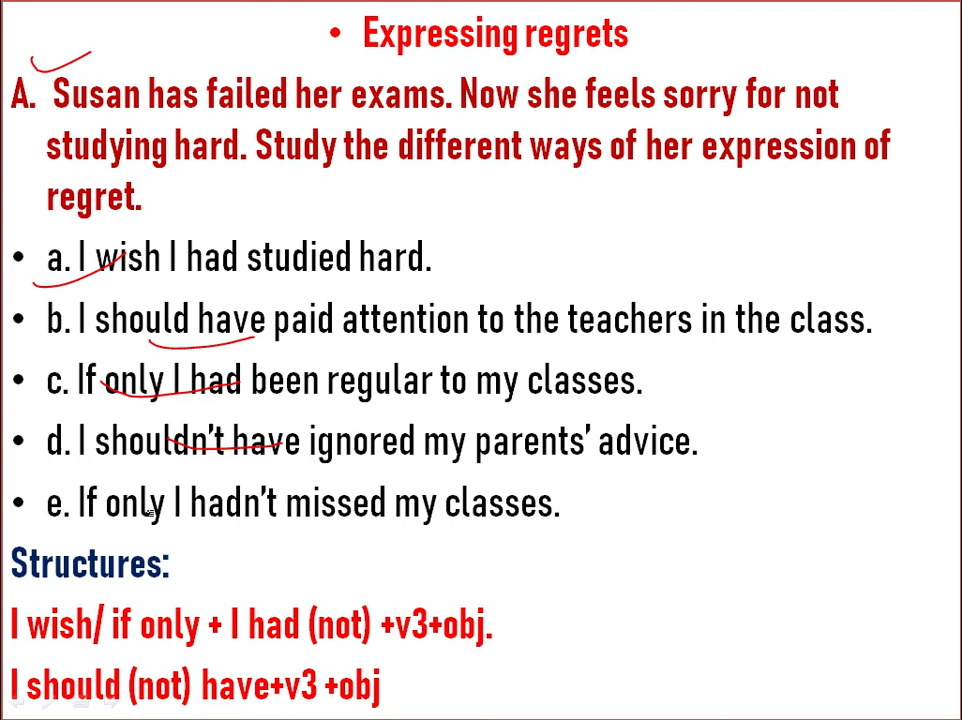 • Expressing regrets
A. Susan has failed her exams. Now she feels sorry for not
studying hard. Study the different ways of her expression of
regret.
• a. I wish I had studied hard.
• b. I should have paid attention to the teachers in the class.
• c. If only I had been regular to my classes.
• d. I shouldn't have ignored my parents' advice.
• e. If only I hadn't missed my classes.
Structures:
I wish/ if only + I had (not) +v3+obj.
I should (not) have+v3 +obj